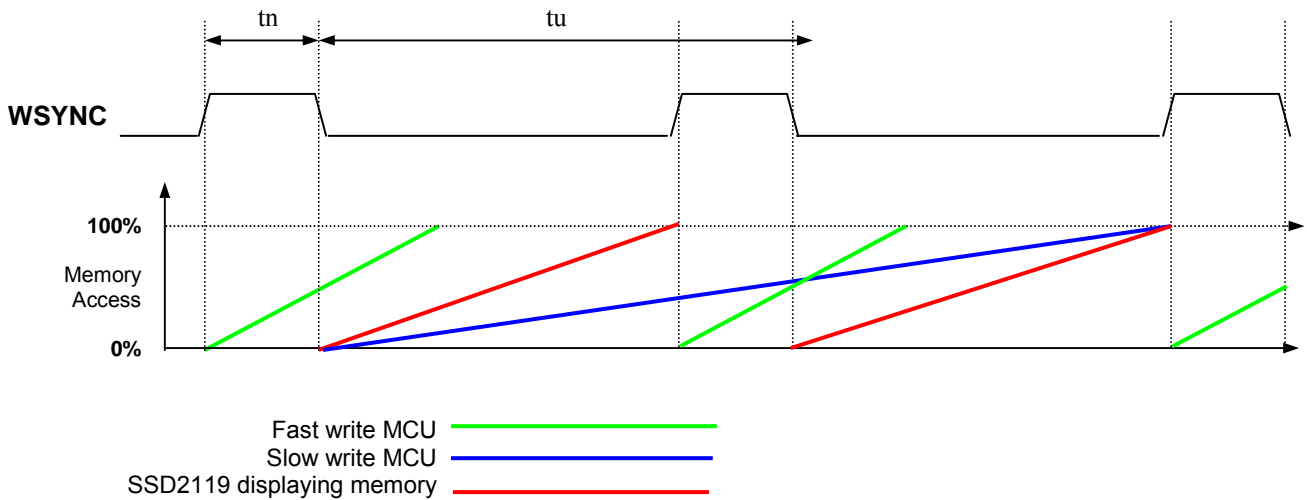 tn
tu
WSYNC
100%
Memory
Access
0%
Fast write MCU
Slow write MCU
SSD2119 displaying memory